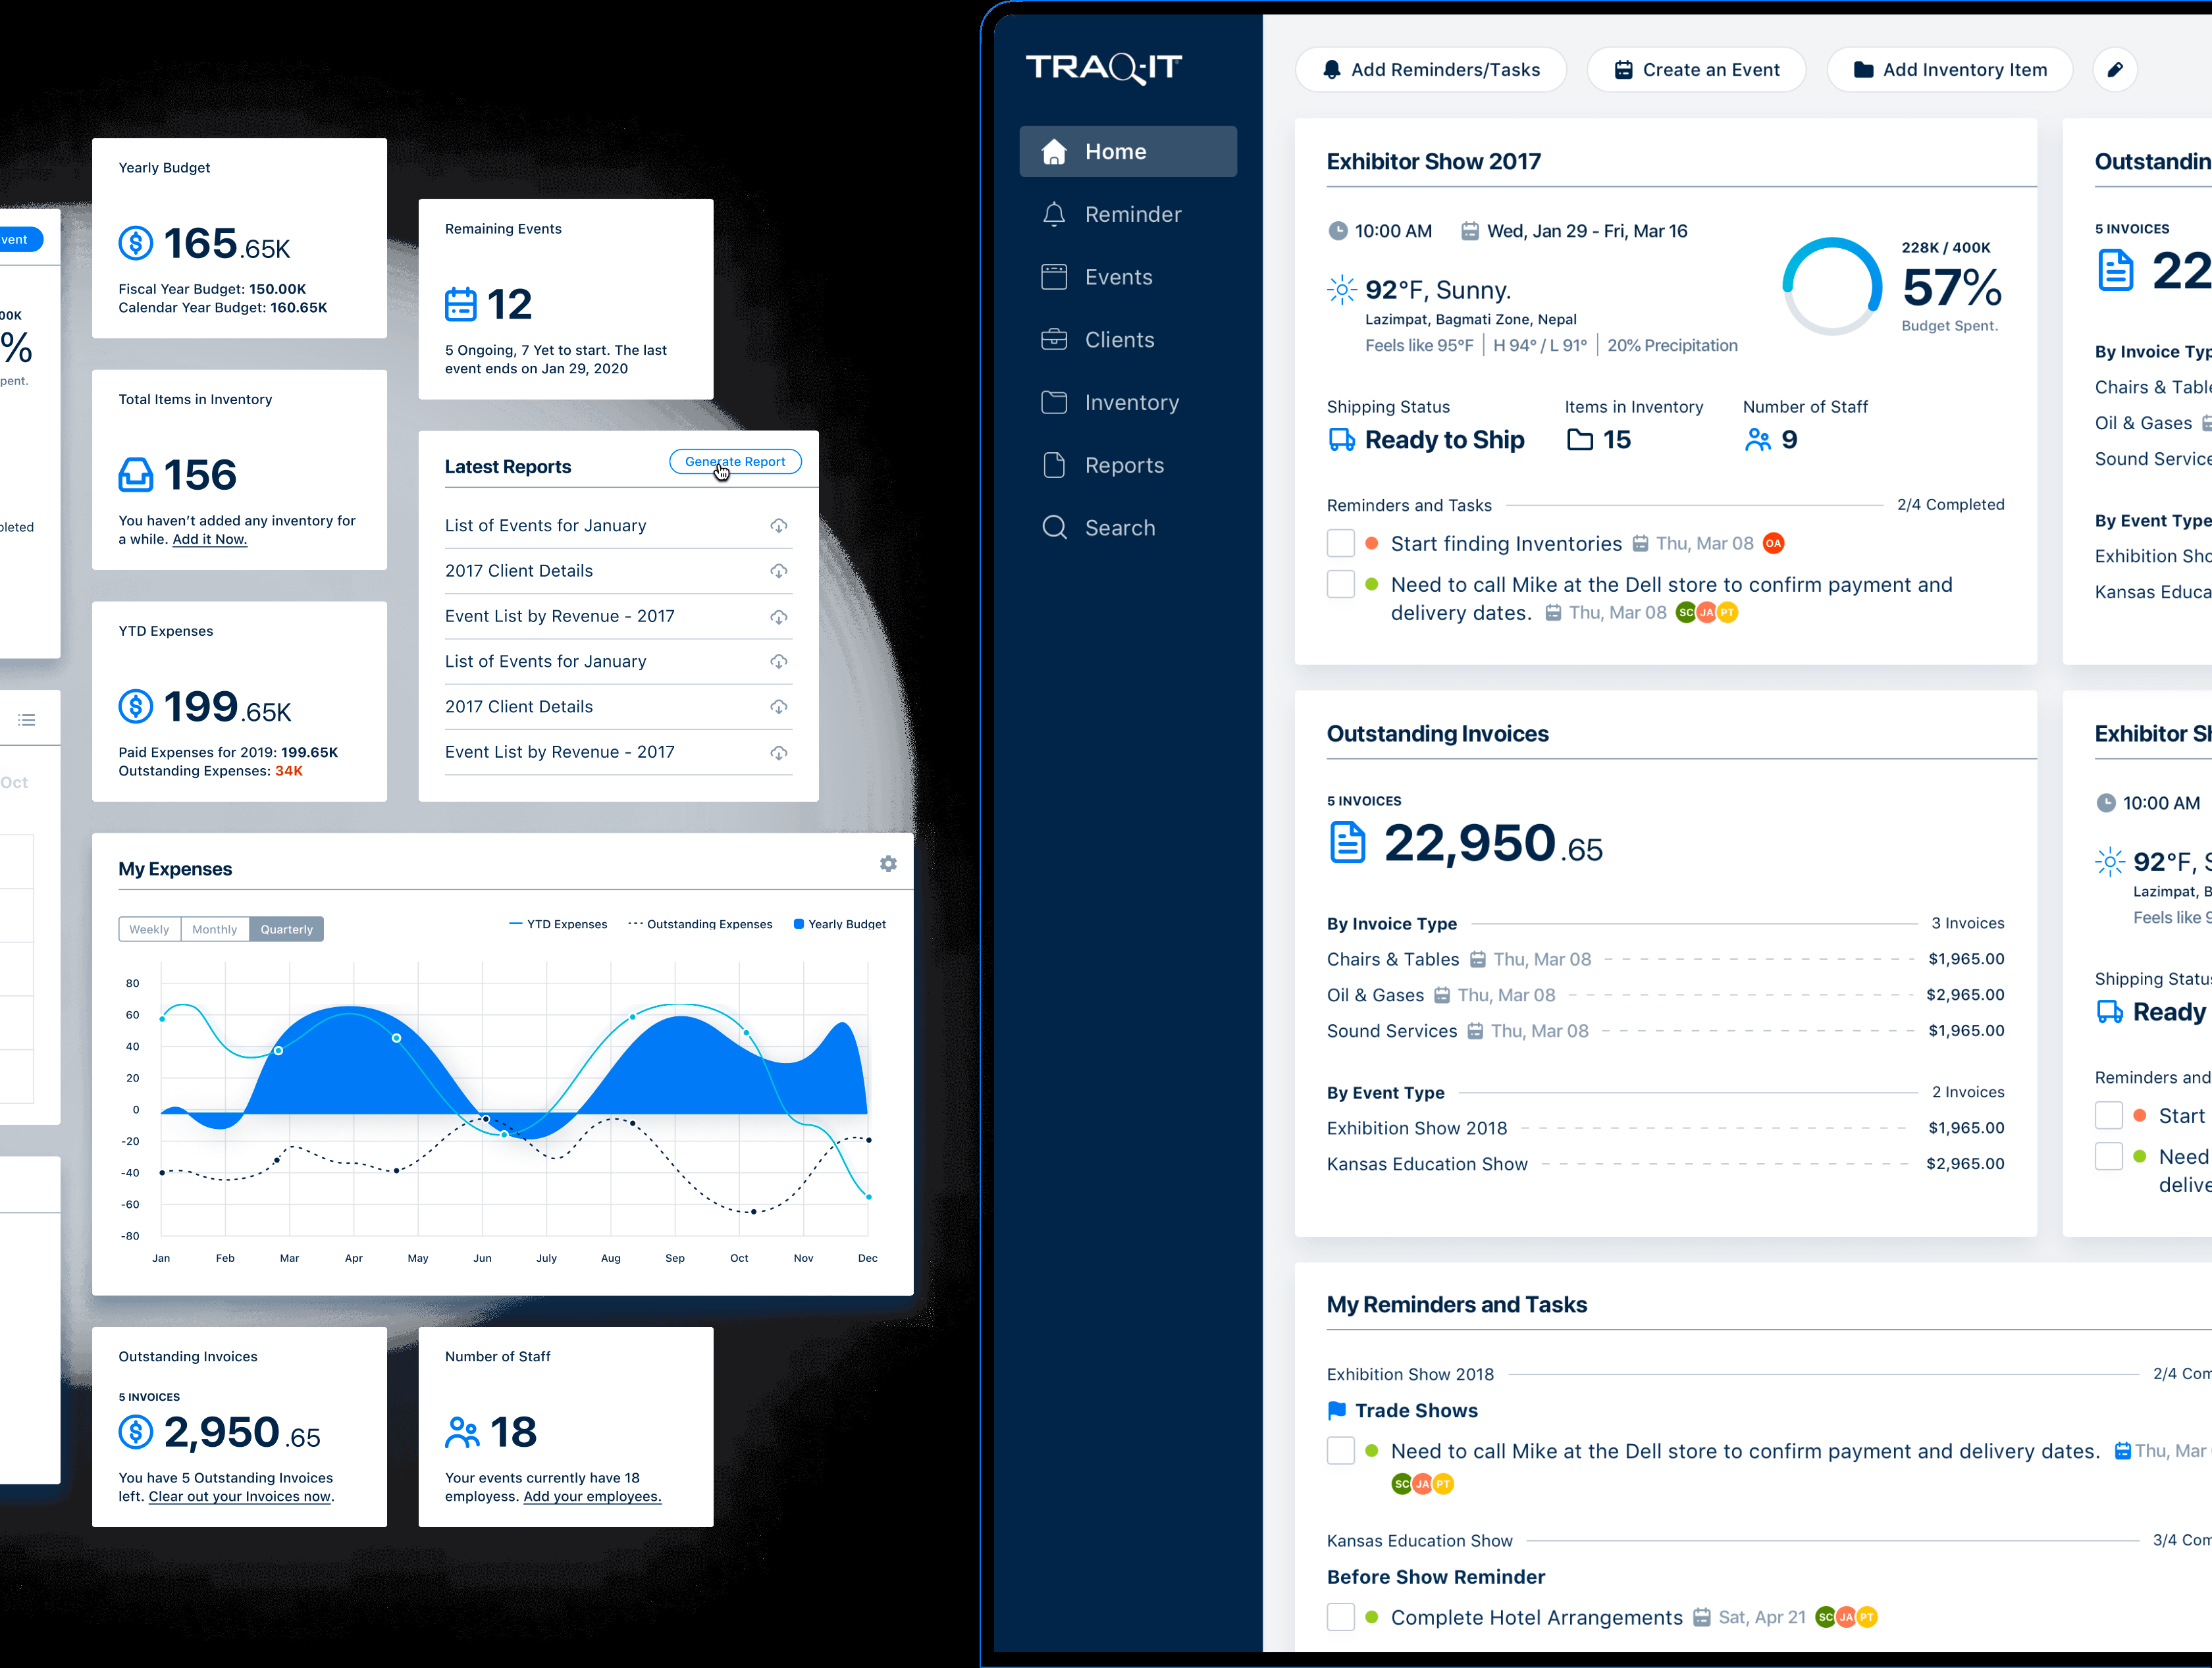 vent
00K
%
pent.
pleted
Oct
Yearly Budget
165.65K
Fiscal Year Budget: 150.00K
Calendar Year Budget: 160.65K
Total Items in Inventory
156
You haven't added any inventory for
a while. Add it Now.
YTD Expenses
199.65K
Paid Expenses for 2019: 199.65K
Outstanding Expenses: 34K
Remaining Events
12
5 Ongoing, 7 Yet to start. The last
event ends on Jan 29, 2020
Latest Reports
Generate Report
List of Events for January
2017 Client Details
Event List by Revenue - 2017
List of Events for January
2017 Client Details
Event List by Revenue - 2017
My Expenses
Weekly Monthly Quarterly
YTD Expenses Outstanding Expenses Yearly Budget
80
60
40
20
0
-20
-40
-60
-80
Jan Feb Mar Apr May Jun July Aug Sep Oct Nov Dec
Outstanding Invoices
5 INVOICES
2,950.65
You have 5 Outstanding Invoices
left. Clear out your Invoices now.
Number of Staff
18
Your events currently have 18
employess. Add your employees.
TRAQ-IT
Home
Reminder
Events
Clients
Inventory
Reports
Search
Add Reminders/Tasks
Create an Event
Add Inventory Item
Exhibitor Show 2017
10:00 AM Wed, Jan 29 - Fri, Mar 16
92°F, Sunny.
Lazimpat, Bagmati Zone, Nepal
Feels like 95°F H 94° / L 91° 20% Precipitation
228K / 400K
57%
Budget Spent.
Shipping Status
Ready to Ship
Items in Inventory
15
Number of Staff
9
Reminders and Tasks 2/4 Completed
Start finding Inventories Thu, Mar 08 OA
Need to call Mike at the Dell store to confirm payment and
delivery dates. Thu, Mar 08 SC JA PT
Outstanding Invoices
5 INVOICES
22,950.65
By Invoice Type 3 Invoices
Chairs & Tables Thu, Mar 08 $1,965.00
Oil & Gases Thu, Mar 08 $2,965.00
Sound Services Thu, Mar 08 $1,965.00
By Event Type 2 Invoices
Exhibition Show 2018 $1,965.00
Kansas Education Show $2,965.00
My Reminders and Tasks
Exhibition Show 2018 2/4 Com
Trade Shows
Need to call Mike at the Dell store to confirm payment and delivery dates. Thu, Mar
SC JA PT
Kansas Education Show 3/4 Com
Before Show Reminder
Complete Hotel Arrangements Sat, Apr 21 SC JA PT
Outstandin
5 INVOICES
22
By Invoice Typ
Chairs & Table
Oil & Gases
Sound Service
By Event Type
Exhibition Sho
Kansas Educa
Exhibitor Sh
10:00 AM
92°F, S
Lazimpat, B
Feels like 9
Shipping Status
Ready
Reminders and
Start
Need
delive